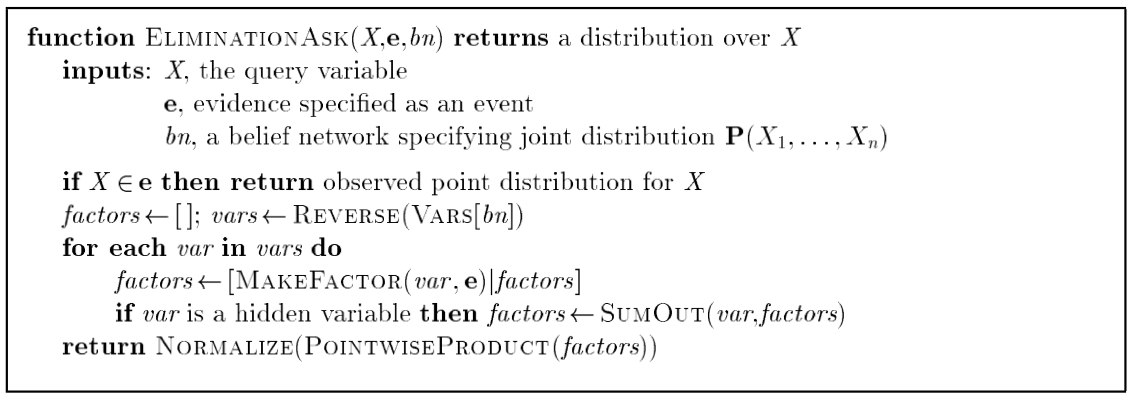 function EliminationAsk(X,e,bn) returns a distribution over X
inputs: X, the query variable
e, evidence specified as an event
bn, a belief network specifying joint distribution P(X₁, . . . , Xₙ)
if X ∈ e then return observed point distribution for X
factors ← [ ]; vars ← Reverse(Vars[bn])
for each var in vars do
factors ← [MakeFactor(var, e)|factors]
if var is a hidden variable then factors ← SumOut(var,factors)
return Normalize(PointwiseProduct(factors))